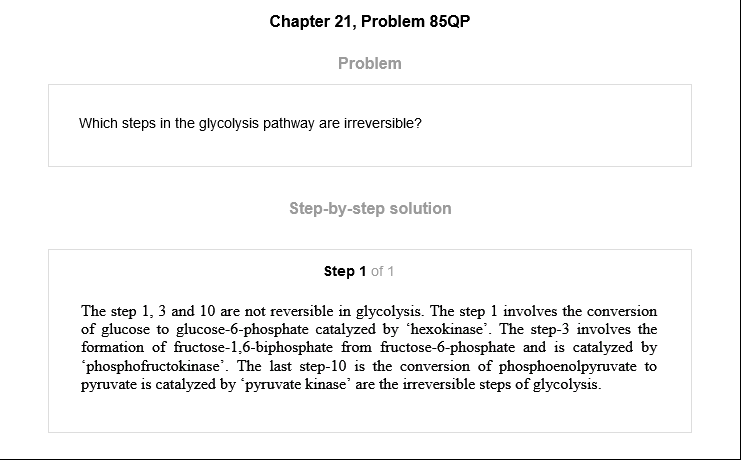 Chapter 21, Problem 85QP
Problem
Which steps in the glycolysis pathway are irreversible?
Step-by-step solution
Step 1 of 1
The step 1, 3 and 10 are not reversible in glycolysis. The step 1 involves the conversion
of glucose to glucose-6-phosphate catalyzed by ‘hexokinase’. The step-3 involves the
formation of fructose-1,6-biphosphate from fructose-6-phosphate and is catalyzed by
‘phosphofructokinase’. The last step-10 is the conversion of phosphoenolpyruvate to
pyruvate is catalyzed by ‘pyruvate kinase’ are the irreversible steps of glycolysis.